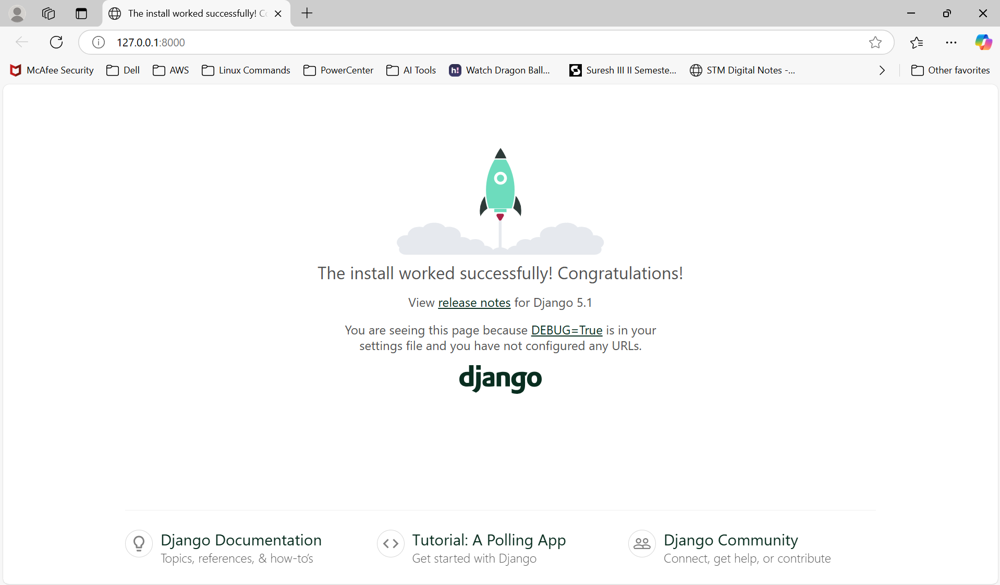 The install worked successfully! Co
127.0.0.1:8000
McAfee Security
Dell
AWS
Linux Commands
PowerCenter
AI Tools
h! Watch Dragon Ball...
Suresh III II Semeste...
STM Digital Notes -...
Other favorites
The install worked successfully! Congratulations!
View release notes for Django 5.1
You are seeing this page because DEBUG=True is in your
settings file and you have not configured any URLs.
django
Django Documentation
Topics, references, & how-to's
Tutorial: A Polling App
Get started with Django
Django Community
Connect, get help, or contribute